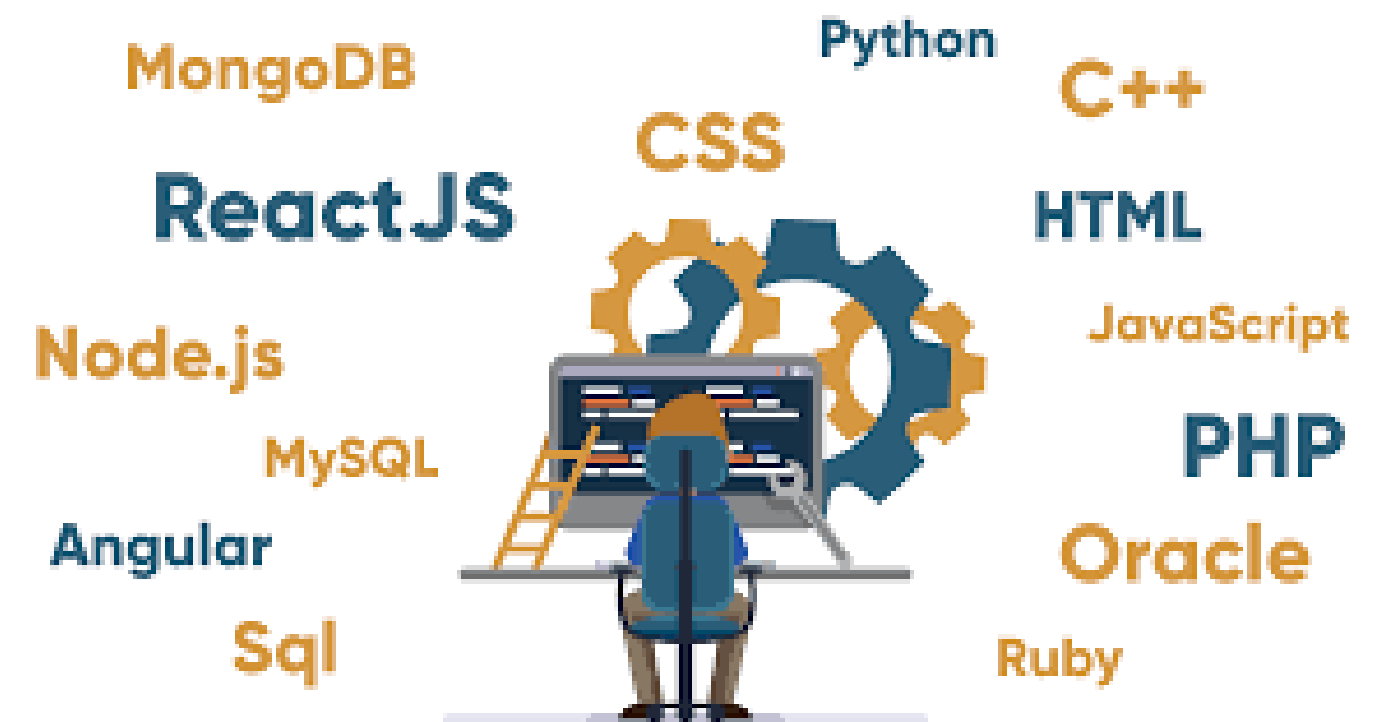 MongoDB
Python
C++
CSS
ReactJS
HTML
JavaScript
Node.js
PHP
MySQL
Angular
Oracle
Sql
Ruby